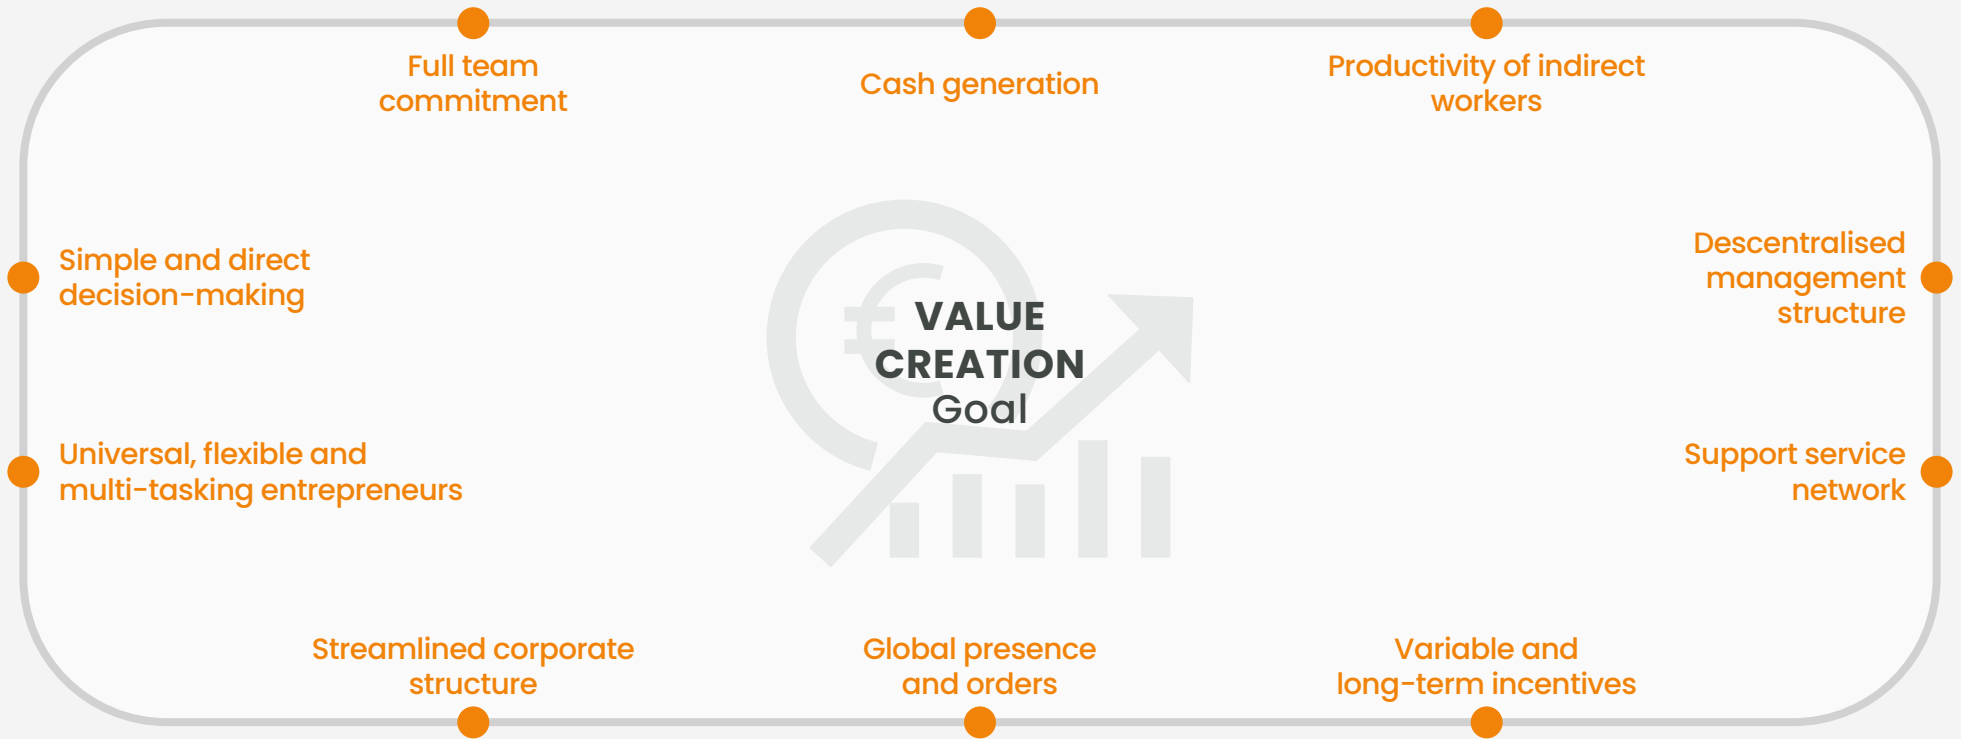 Full team
commitment
Cash generation
Productivity of indirect
workers
Simple and direct
decision-making
Descentralised
management
structure
VALUE
CREATION
Goal
Universal, flexible and
multi-tasking entrepreneurs
Support service
network
Streamlined corporate
structure
Global presence
and orders
Variable and
long-term incentives